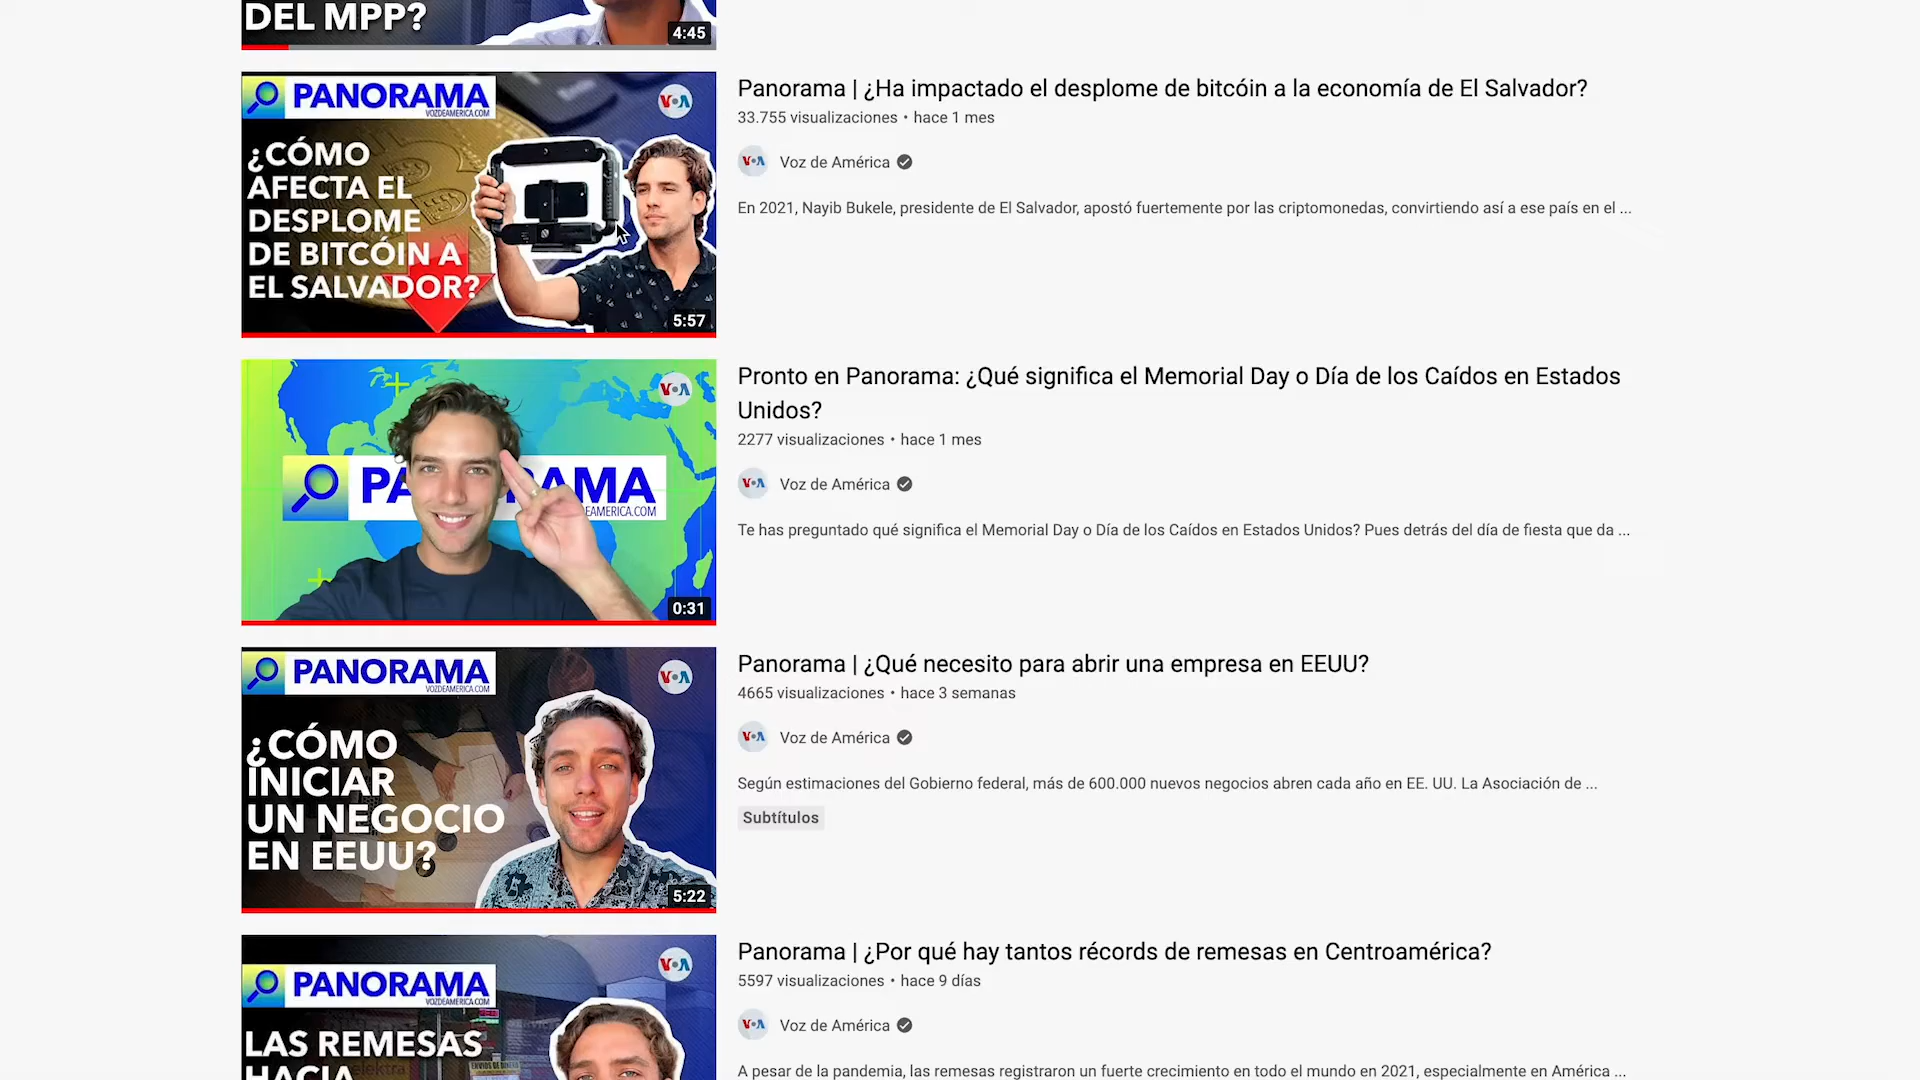 DEL MPP?
4:45
PANORAMA
VOZDEAMERICA.COM
VOA
¿CÓMO
AFECTA EL
DESPLOME
DE BITCÓIN A
EL SALVADOR?
5:57
Panorama | ¿Ha impactado el desplome de bitcóin a la economía de El Salvador?
33.755 visualizaciones • hace 1 mes
VOA Voz de América
En 2021, Nayib Bukele, presidente de El Salvador, apostó fuertemente por las criptomonedas, convirtiendo así a ese país en el ...
VOA
PA RAMA
EAMERICA.COM
0:31
Pronto en Panorama: ¿Qué significa el Memorial Day o Día de los Caídos en Estados
Unidos?
2277 visualizaciones • hace 1 mes
VOA Voz de América
Te has preguntado qué significa el Memorial Day o Día de los Caídos en Estados Unidos? Pues detrás del día de fiesta que da ...
PANORAMA
VOZDEAMERICA.COM
VOA
¿CÓMO
INICIAR
UN NEGOCIO
EN EEUU?
5:22
Panorama | ¿Qué necesito para abrir una empresa en EEUU?
4665 visualizaciones • hace 3 semanas
VOA Voz de América
Según estimaciones del Gobierno federal, más de 600.000 nuevos negocios abren cada año en EE. UU. La Asociación de ...
Subtítulos
PANORAMA
VOZDEAMERICA.COM
VOA
LAS REMESAS
HACIA
Panorama | ¿Por qué hay tantos récords de remesas en Centroamérica?
5597 visualizaciones • hace 9 días
VOA Voz de América
A pesar de la pandemia, las remesas registraron un fuerte crecimiento en todo el mundo en 2021, especialmente en América ...